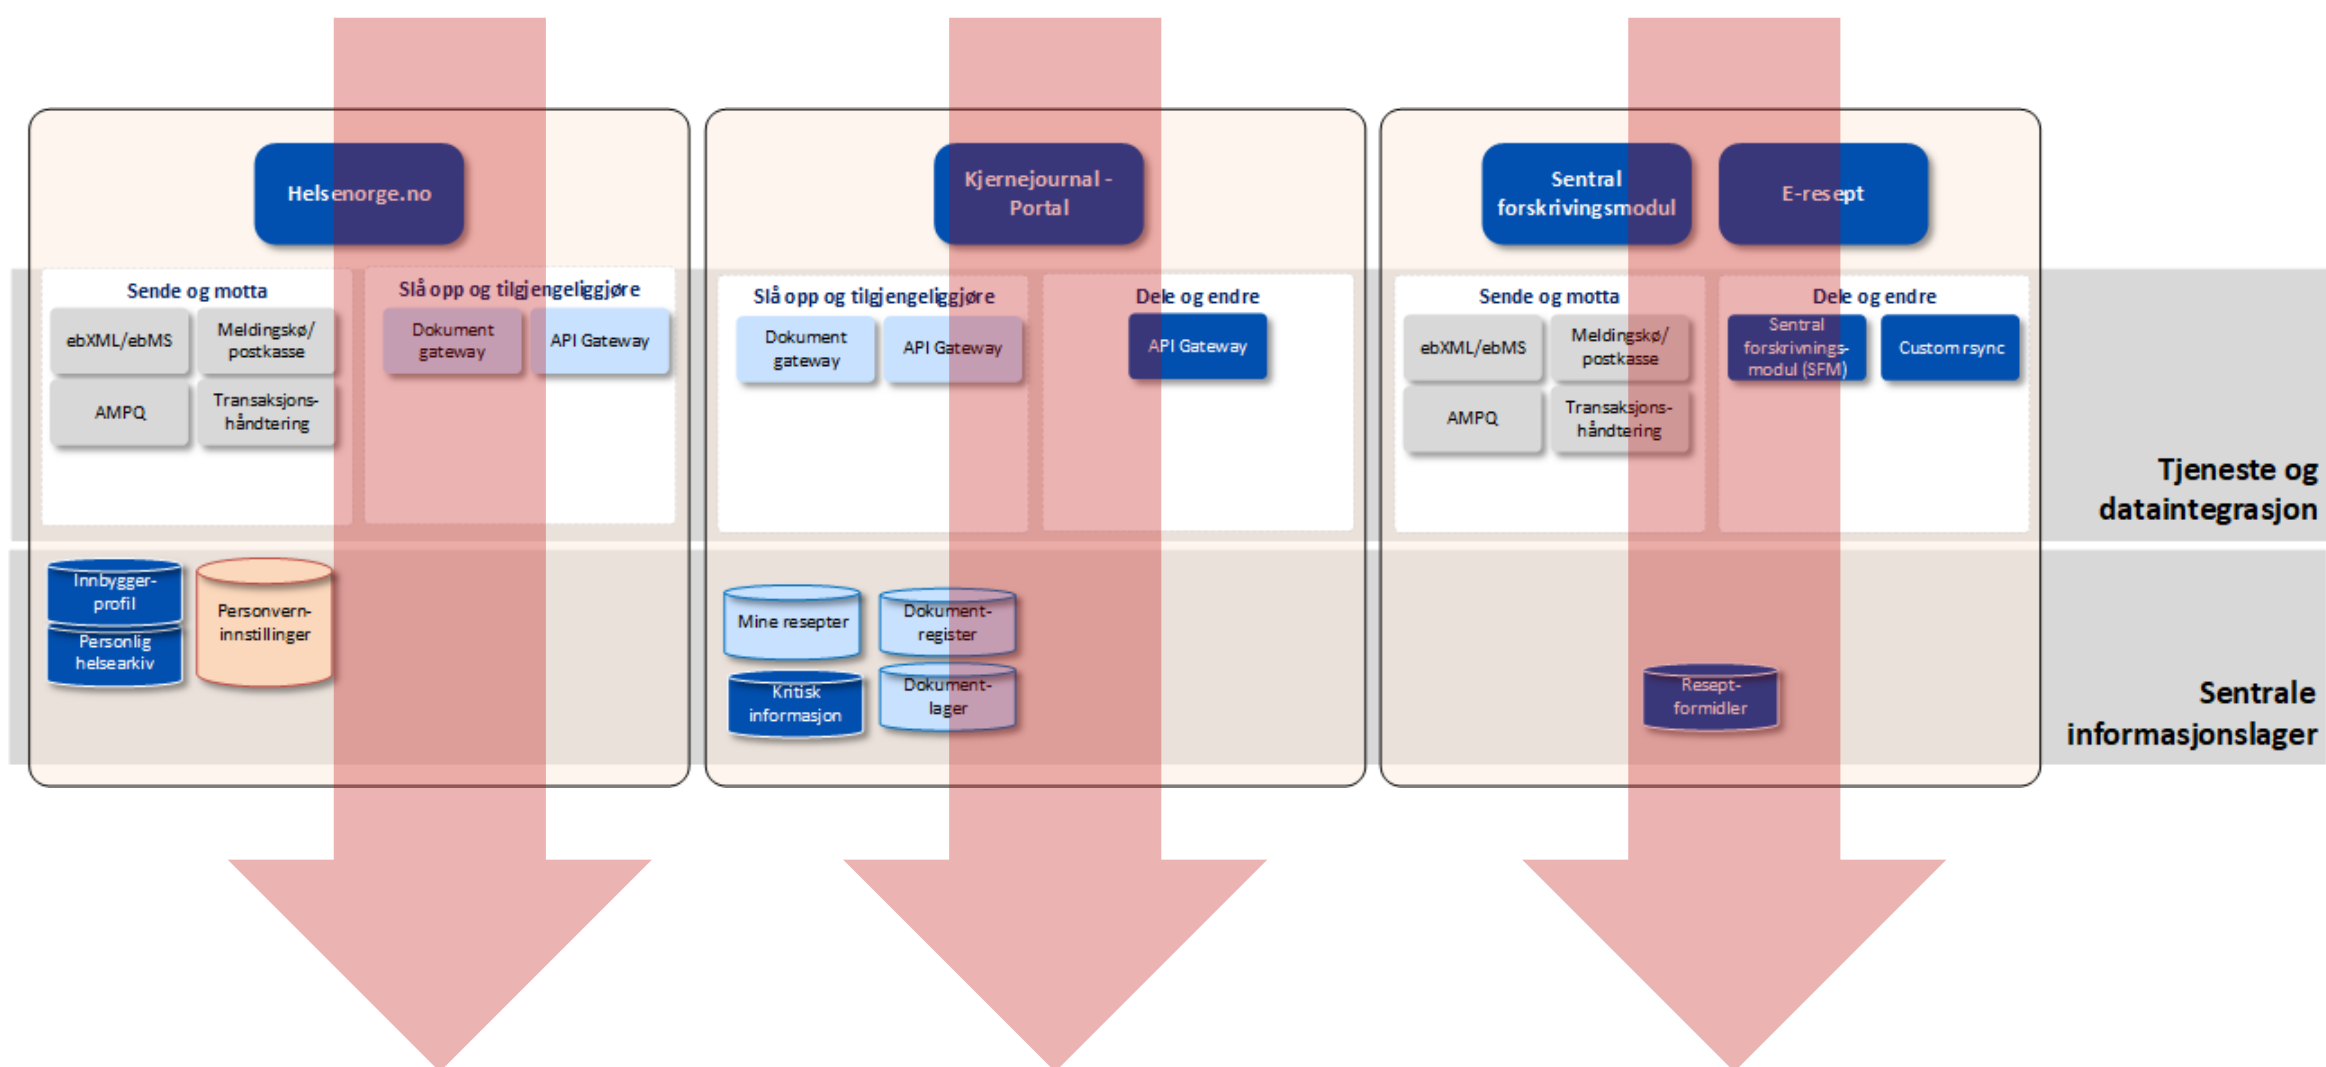 Helsenorge.no
Sende og motta
ebXML/ebMS
Meldingskø/
postkasse
AMPQ
Transaksjons-
håndtering
Slå opp og tilgjengeliggjøre
Dokument
gateway
API Gateway
Innbygger-
profil
Personlig
helsearkiv
Personvern-
innstillinger
Kjernejournal -
Portal
Slå opp og tilgjengeliggjøre
Dokument
gateway
API Gateway
Dele og endre
API Gateway
Mine resepter
Dokument-
register
Kritisk
informasjon
Dokument-
lager
Sentral
forskrivingsmodul
E-resept
Sende og motta
ebXML/ebMS
Meldingskø/
postkasse
AMPQ
Transaksjons-
håndtering
Dele og endre
Sentral
forskrivnings-
modul (SFM)
Custom rsync
Resept-
formidler
Tjeneste og
dataintegrasjon
Sentrale
informasjonslager